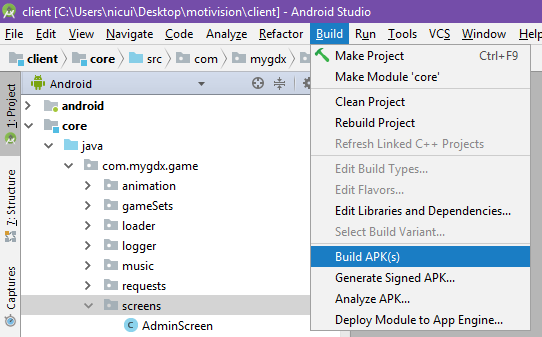 client [C:\Users\nicui\Desktop\motivision\client] - Android Studio
File Edit View Navigate Code Analyze Refactor Build Run Tools VCS Window
client core src com mygdx
Make Project Ctrl+F9
Make Module 'core'
Clean Project
Rebuild Project
Refresh Linked C++ Projects
Edit Build Types...
Edit Flavors...
Edit Libraries and Dependencies...
Select Build Variant...
Build APK(s)
Generate Signed APK...
Analyze APK...
Deploy Module to App Engine...
1: Project
Z: Structure
Captures
Android
android
core
java
com.mygdx.game
animation
gameSets
loader
logger
music
requests
screens
C AdminScreen